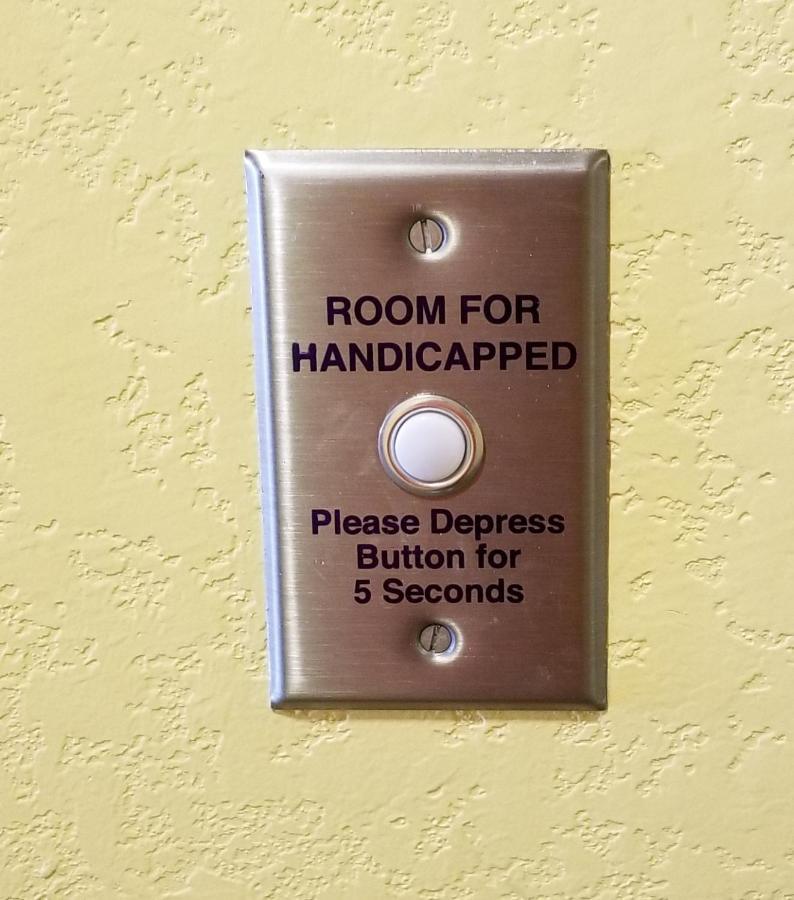 ROOM FOR
HANDICAPPED
Please Depress
Button for
5 Seconds